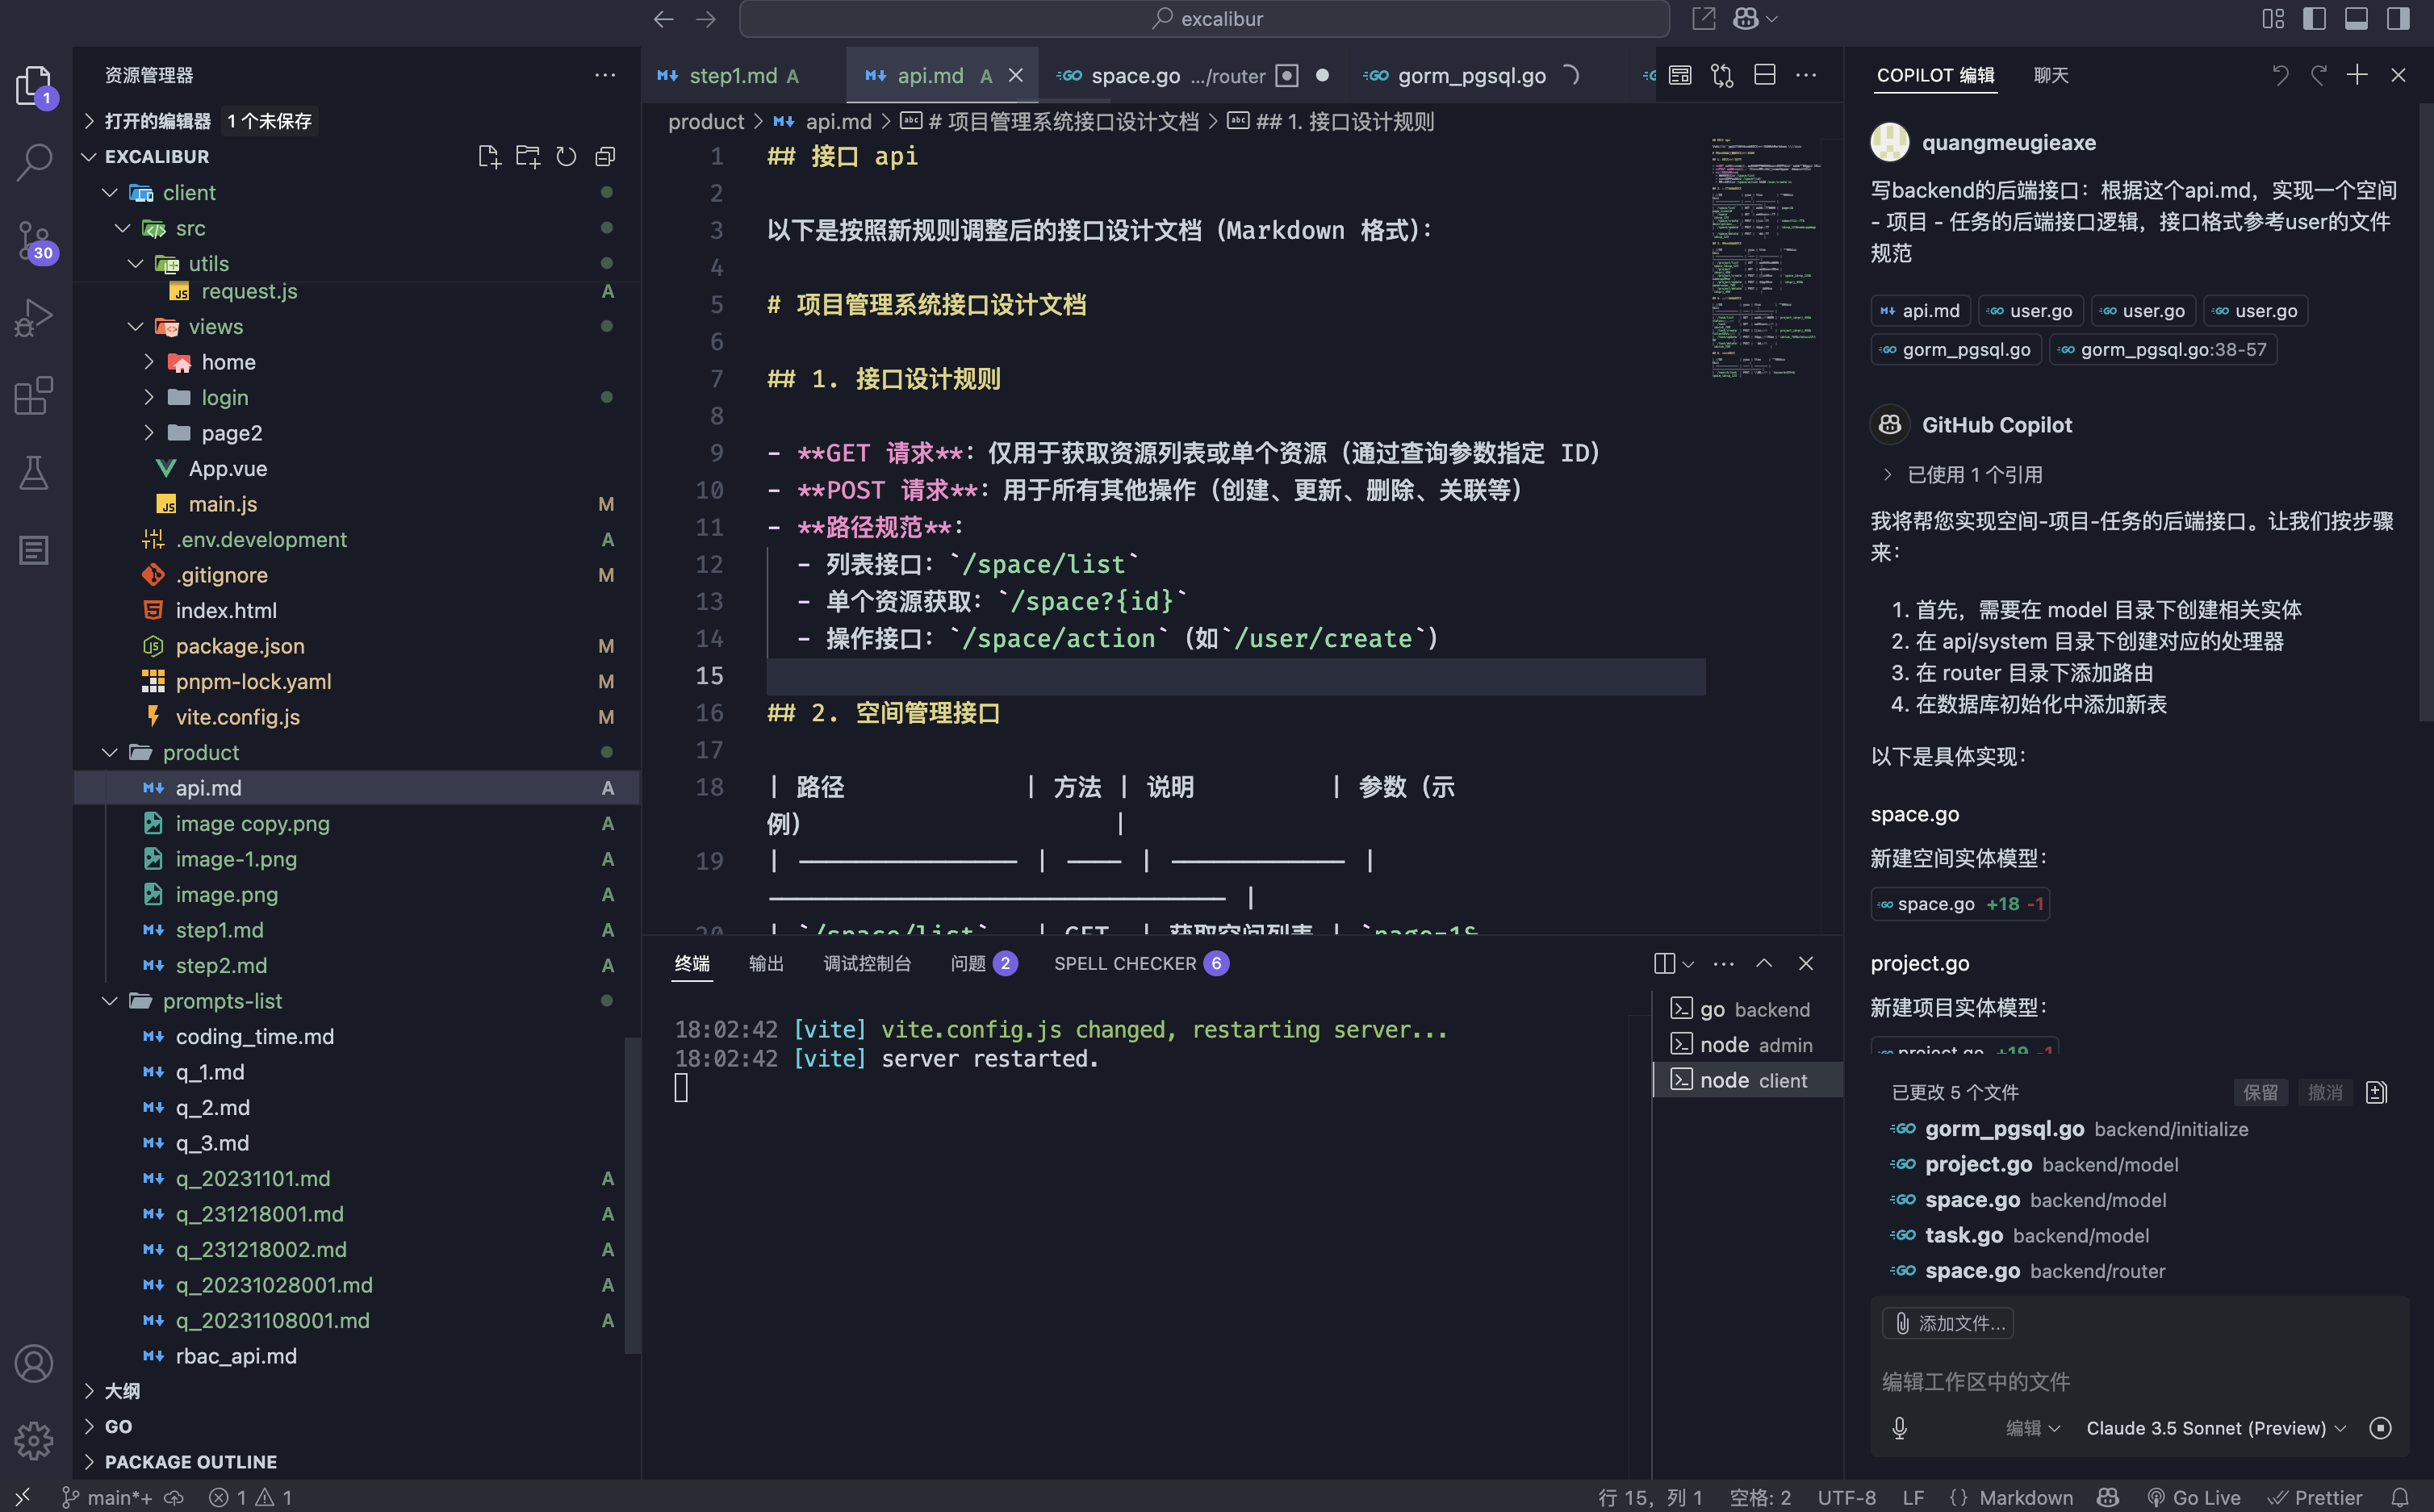 excalibur
资源管理器
打开的编辑器 1 个未保存
EXCALIBUR
client
src
utils
request.js A
views
home
login
page2
App.vue
main.js M
.env.development A
.gitignore M
index.html
package.json M
pnpm-lock.yaml M
vite.config.js M
product
api.md A
image copy.png A
image-1.png A
image.png A
step1.md A
step2.md A
prompts-list
coding_time.md
q_1.md
q_2.md
q_3.md
q_20231101.md A
q_231218001.md A
q_231218002.md A
q_20231028001.md A
q_20231108001.md A
rbac_api.md
大纲
GO
PACKAGE OUTLINE
1
30
step1.md A
api.md A
space.go .../router
gorm_pgsql.go
product > api.md > # 项目管理系统接口设计文档 > ## 1. 接口设计规则
1 ## 接口 api
2
3 以下是按照新规则调整后的接口设计文档（Markdown 格式）：
4
5 # 项目管理系统接口设计文档
6
7 ## 1. 接口设计规则
8
9 - **GET 请求**：仅用于获取资源列表或单个资源（通过查询参数指定 ID）
10 - **POST 请求**：用于所有其他操作（创建、更新、删除、关联等）
11 - **路径规范**：
12 - 列表接口：`/space/list`
13 - 单个资源获取：`/space?{id}`
14 - 操作接口：`/space/action`（如`/user/create`）
15
16 ## 2. 空间管理接口
17
18 | 路径 | 方法 | 说明 | 参数（示
例） |
19
20 | `/space/list` | GET | 获取空间列表 | `page=1&
终端 输出 调试控制台 问题 2 SPELL CHECKER 6
18:02:42 [vite] vite.config.js changed, restarting server...
18:02:42 [vite] server restarted.
go backend
node admin
node client
COPILOT 编辑 聊天
quangmeugieaxe
写backend的后端接口：根据这个api.md，实现一个空间
- 项目 - 任务的后端接口逻辑，接口格式参考user的文件
规范
api.md user.go user.go user.go
gorm_pgsql.go gorm_pgsql.go:38-57
GitHub Copilot
已使用 1 个引用
我将帮您实现空间-项目-任务的后端接口。让我们按步骤
来：
1. 首先，需要在 model 目录下创建相关实体
2. 在 api/system 目录下创建对应的处理器
3. 在 router 目录下添加路由
4. 在数据库初始化中添加新表
以下是具体实现：
space.go
新建空间实体模型：
space.go +18 -1
project.go
新建项目实体模型：
project.go +19 -1
已更改 5 个文件 保留 撤消
gorm_pgsql.go backend/initialize
project.go backend/model
space.go backend/model
task.go backend/model
space.go backend/router
添加文件...
编辑工作区中的文件
编辑 Claude 3.5 Sonnet (Preview)
main*+ 1 1
行 15，列 1 空格: 2 UTF-8 LF {} Markdown Go Live Prettier